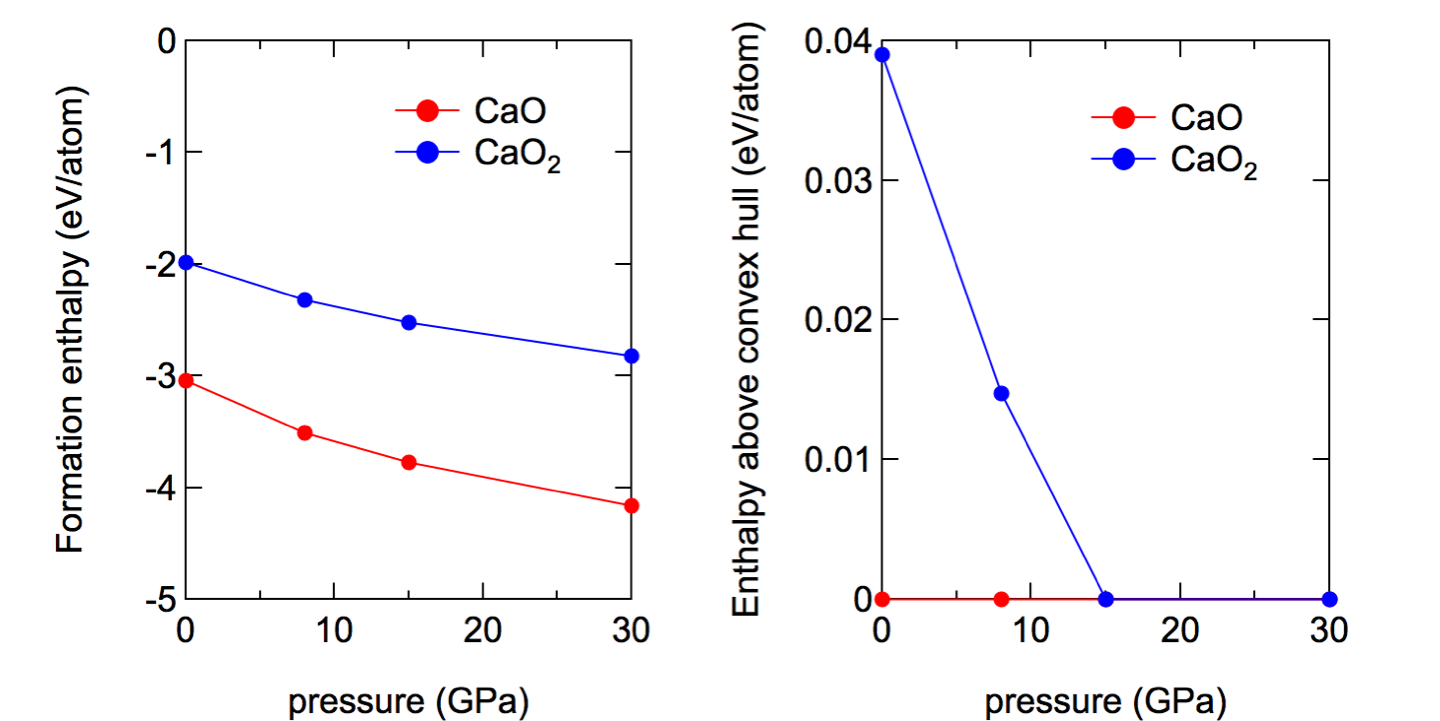 Formation enthalpy (eV/atom)
0
-1
-2
-3
-4
-5
CaO
CaO₂
0 10 20 30
pressure (GPa)
Enthalpy above convex hull (eV/atom)
0.04
0.03
0.02
0.01
0
CaO
CaO₂
0 10 20 30
pressure (GPa)